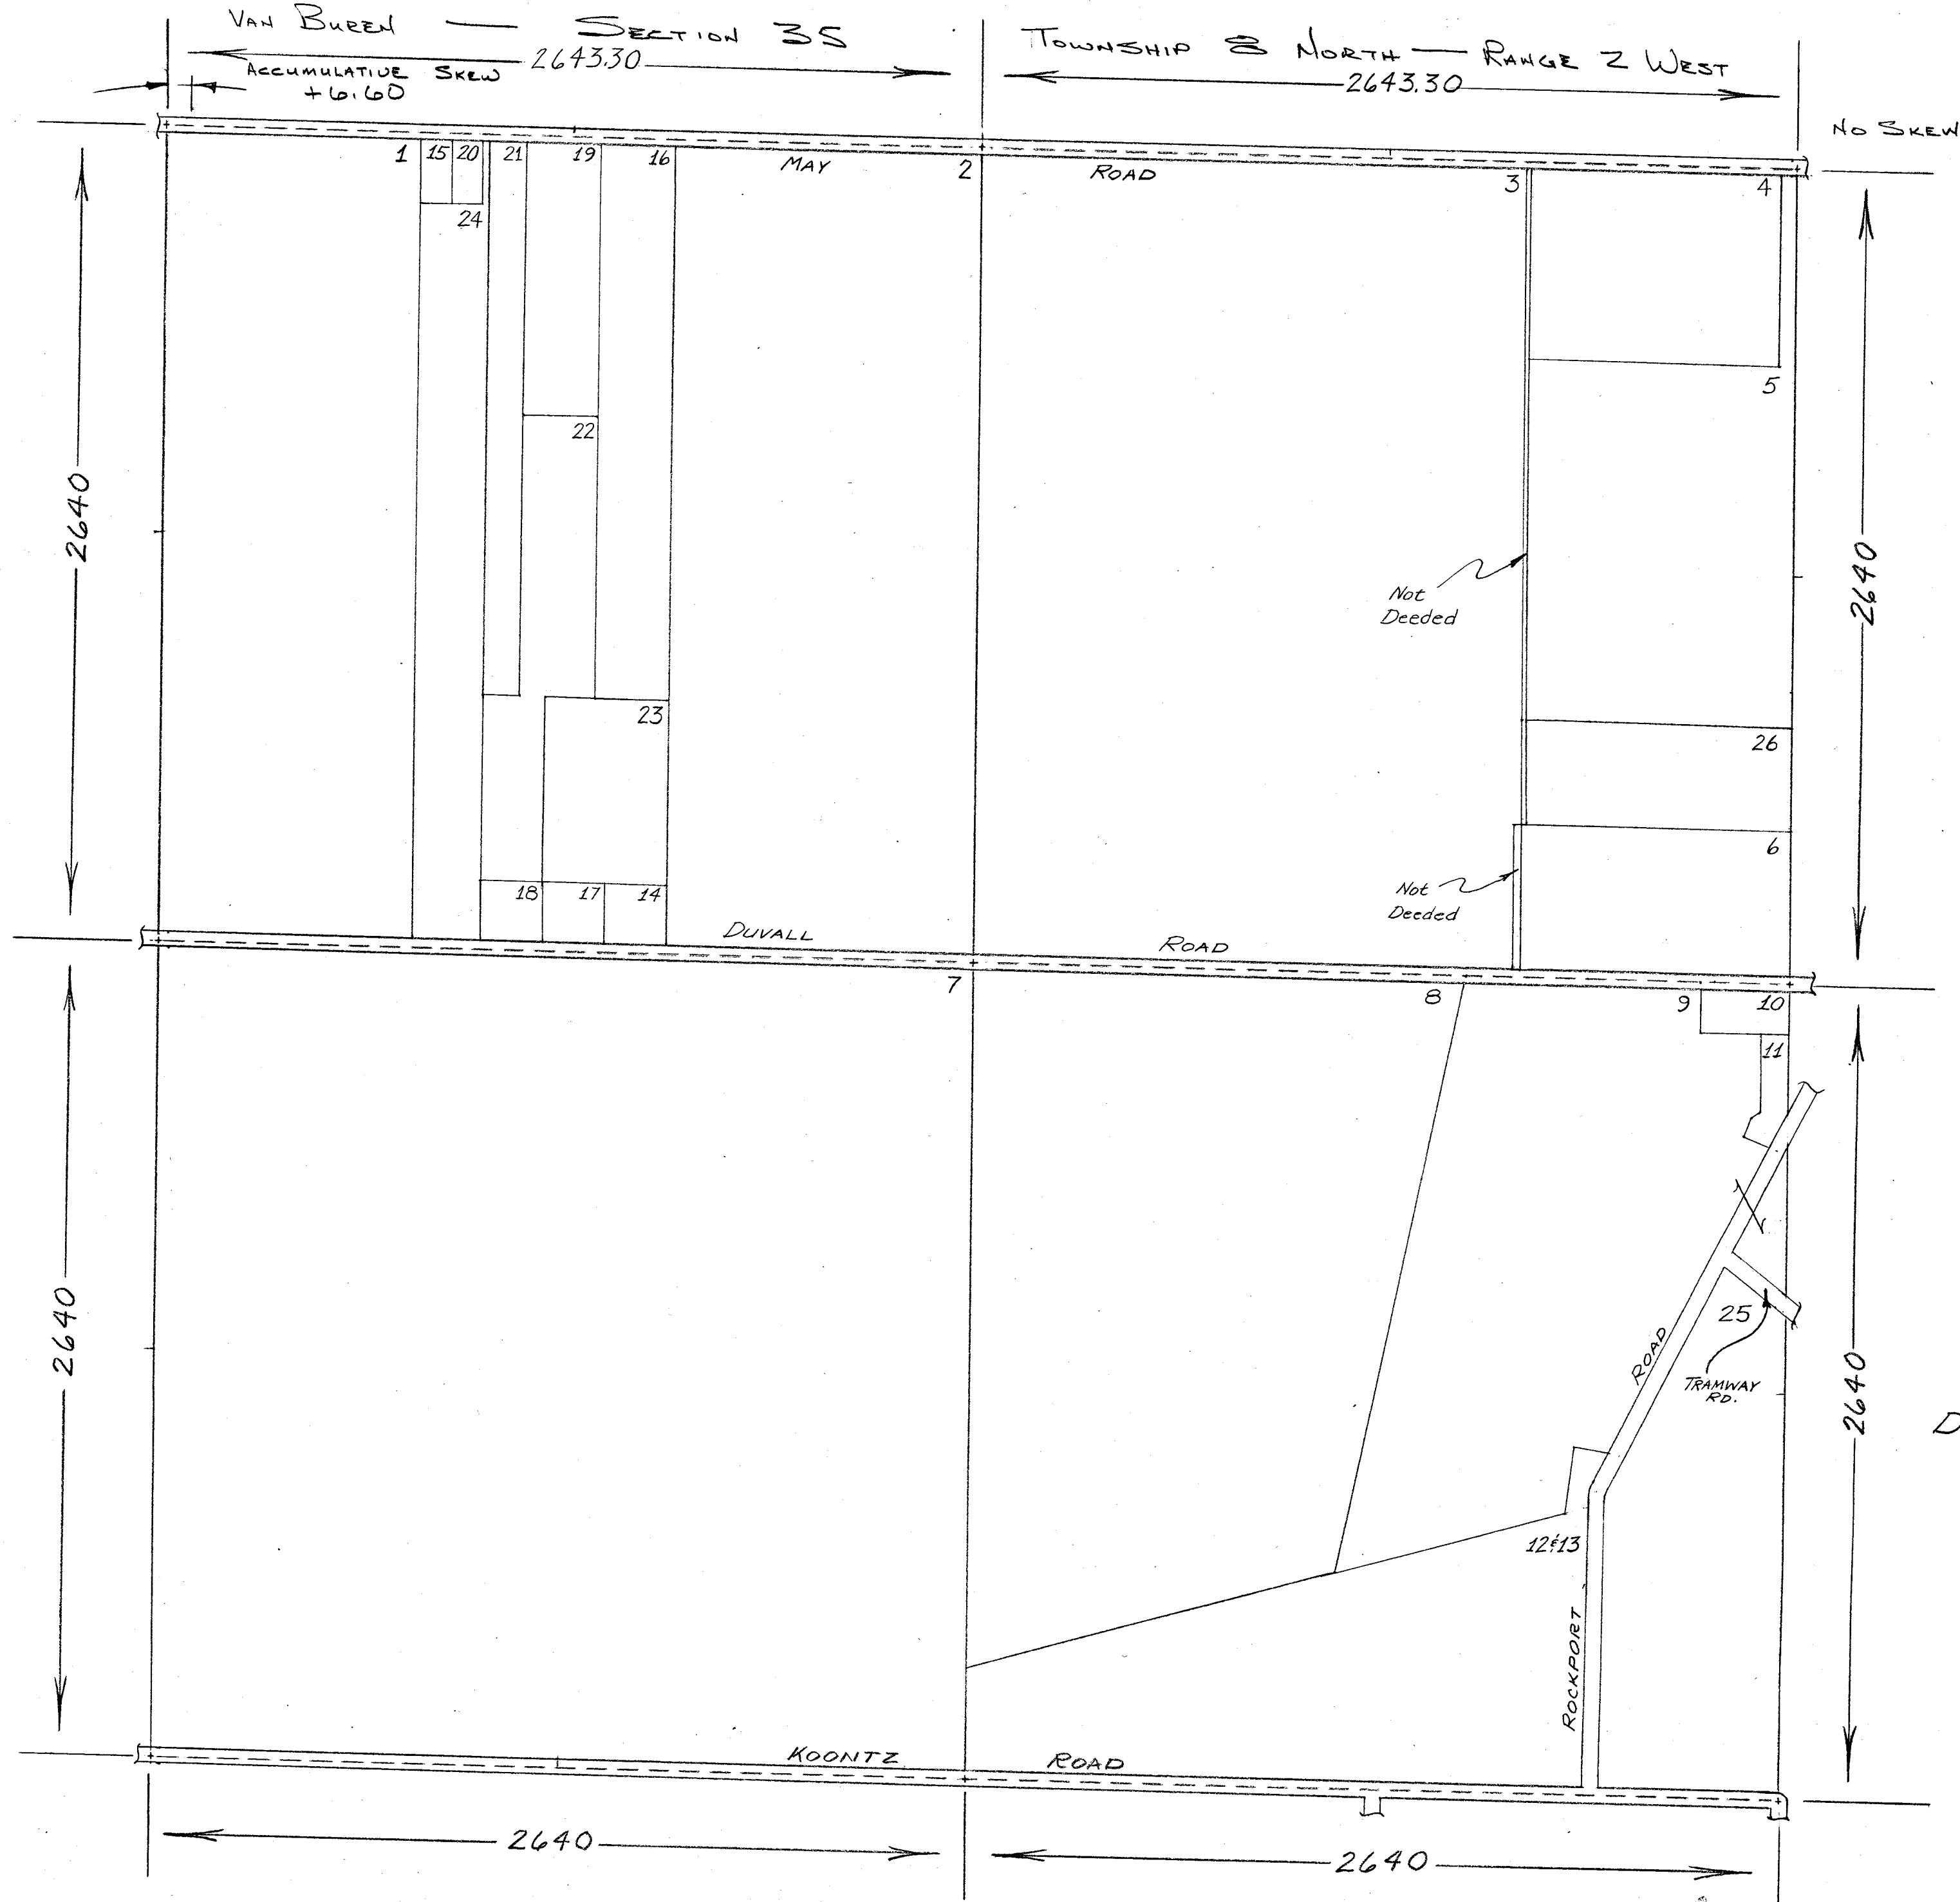 VAN BUREN — SECTION 35 TOWNSHIP 8 NORTH — RANGE 2 WEST
2643.30 2643.30
ACCUMULATIVE SKEW
+6.60
NO SKEW
1 15 20 21 19 16 MAY 2 ROAD 3 4
24
5
22
2640 2640
Not
Deeded
23 26
6
18 17 14
Not
Deeded
DUVALL ROAD
7 8 9 10
11
25
2640 2640
ROAD
TRAMWAY
RD.
D
12&13
ROCKPORT
KOONTZ ROAD
2640 2640